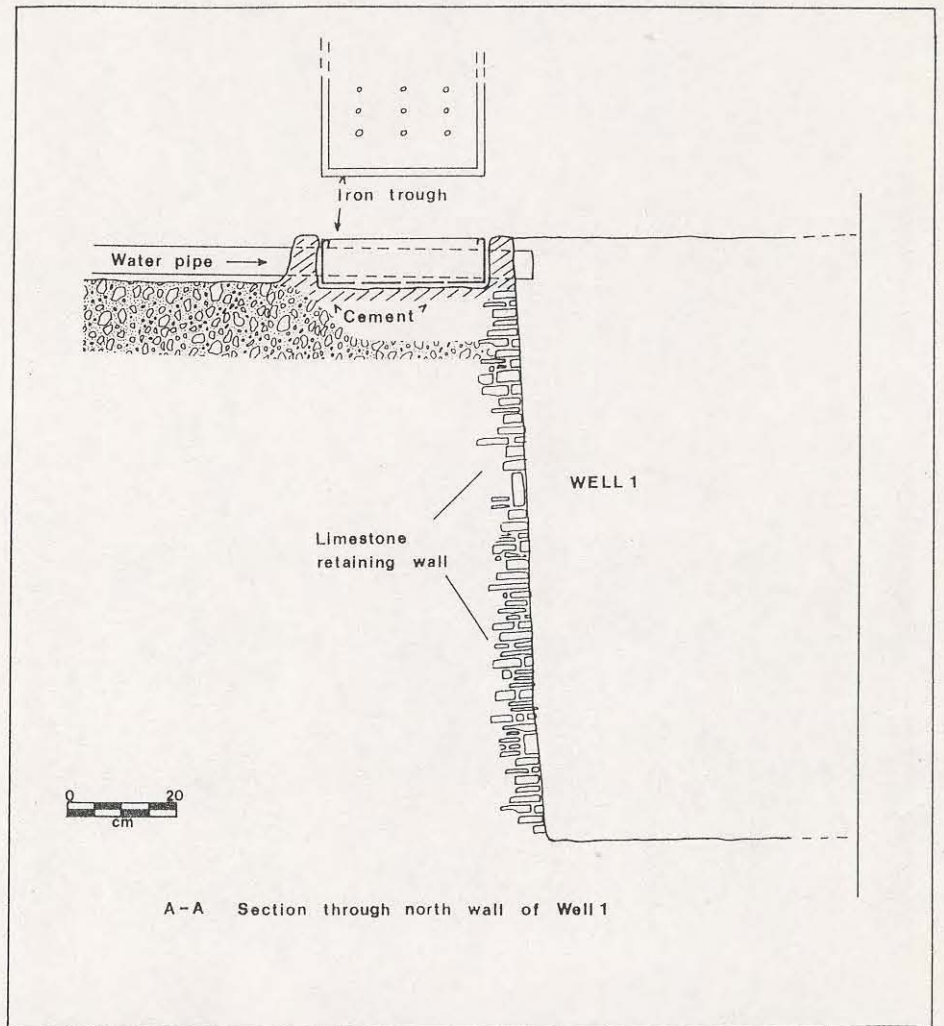 Iron trough
Water pipe
Cement
WELL 1
Limestone
retaining wall
0 20
cm
A-A Section through north wall of Well 1